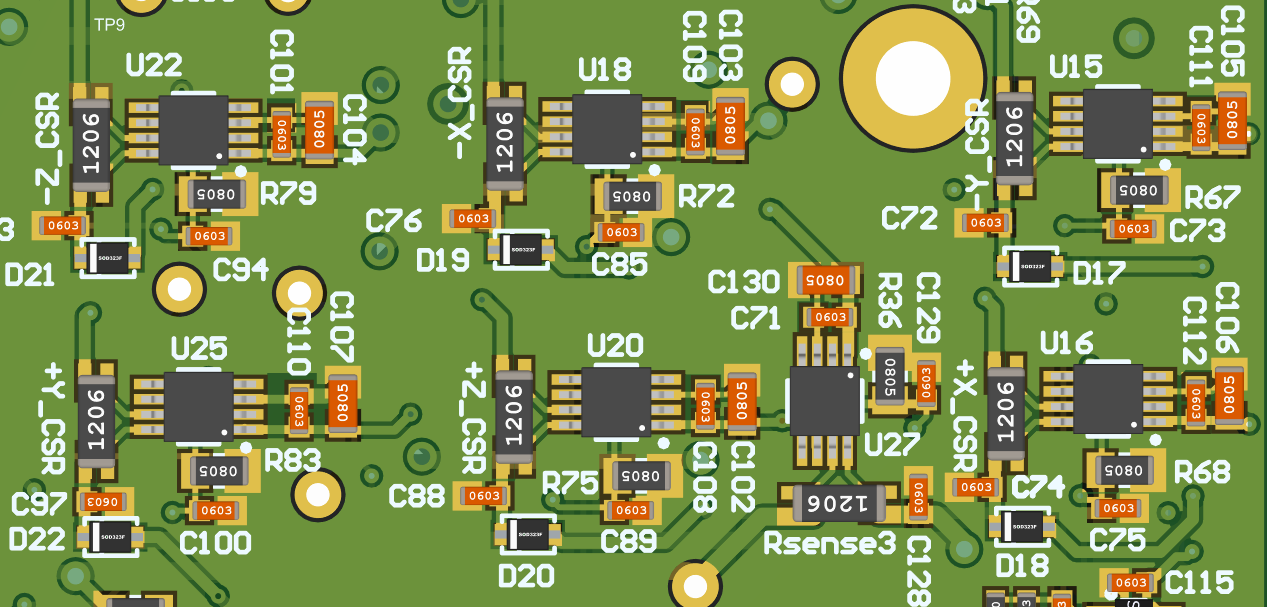 TP9
U22
C101
C104
-Z_CSR
1206
0603
0805
0805
R79
0603
C94
3
0603
D21
SOD323F
-X_CSR
U18
C109
C103
1206
0603
0805
0805
R72
C76
0603
0603
C85
D19
SOD323F
R69
U15
C111
C105
-Y_CSR
1206
0603
0805
0805
R67
C72
0603
0603
C73
SOD323F
D17
C130
0805
C71
0603
R36
C129
0805
0603
U27
1206
0603
Rsense3
C128
+Y_CSR
U25
C110
C107
1206
0603
0805
0805
R83
C97
0603
0603
C100
D22
SOD323F
+Z_CSR
U20
1206
0603
0805
C108
C102
R75
0805
C88
0603
0603
C89
SOD323F
D20
+X_CSR
U16
C112
C106
1206
0603
0805
0805
R68
0603
C74
0603
C75
SOD323F
D18
0603
C115